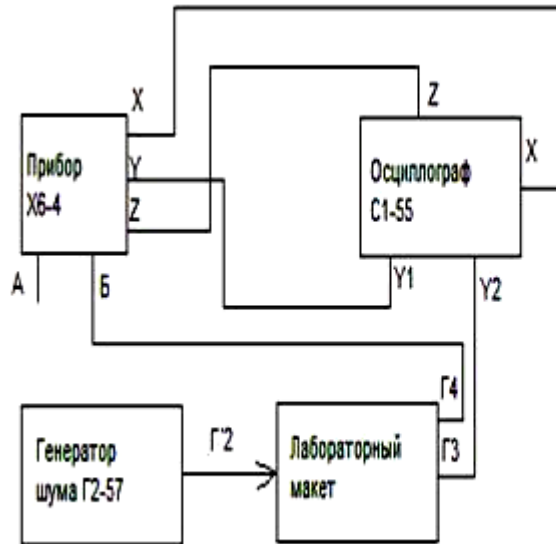 X
Z
Прибор
Х6-4
Y
Z
Осциллограф
С1-55
X
А
Б
Y1
Y2
Г4
Генератор
шума Г2-57
Г2
Лабораторный
макет
Г3